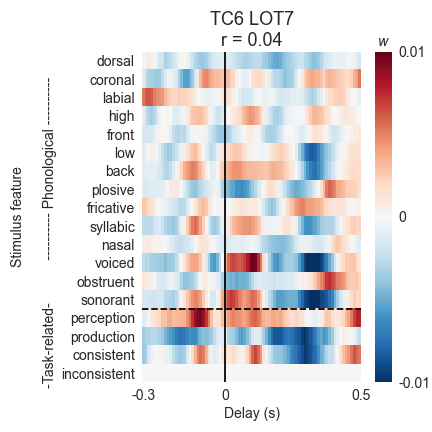 TC6 LOT7
r = 0.04
w
dorsal
coronal
labial
high
front
low
back
plosive
fricative
syllabic
nasal
voiced
obstruent
sonorant
perception
production
consistent
inconsistent
Stimulus feature
---------- Phonological ----------
-Task-related-
-0.3
0
0.5
Delay (s)
0.01
0
-0.01